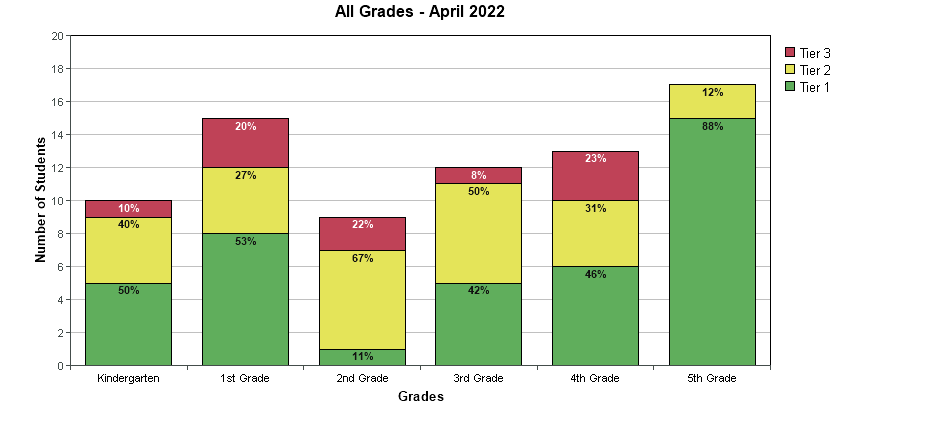 All Grades - April 2022
20
18
16
14
12
10
8
6
4
2
0
Number of Students
10%
40%
50%
20%
27%
53%
22%
67%
11%
8%
50%
42%
23%
31%
46%
12%
88%
Kindergarten
1st Grade
2nd Grade
3rd Grade
4th Grade
5th Grade
Grades
Tier 3
Tier 2
Tier 1